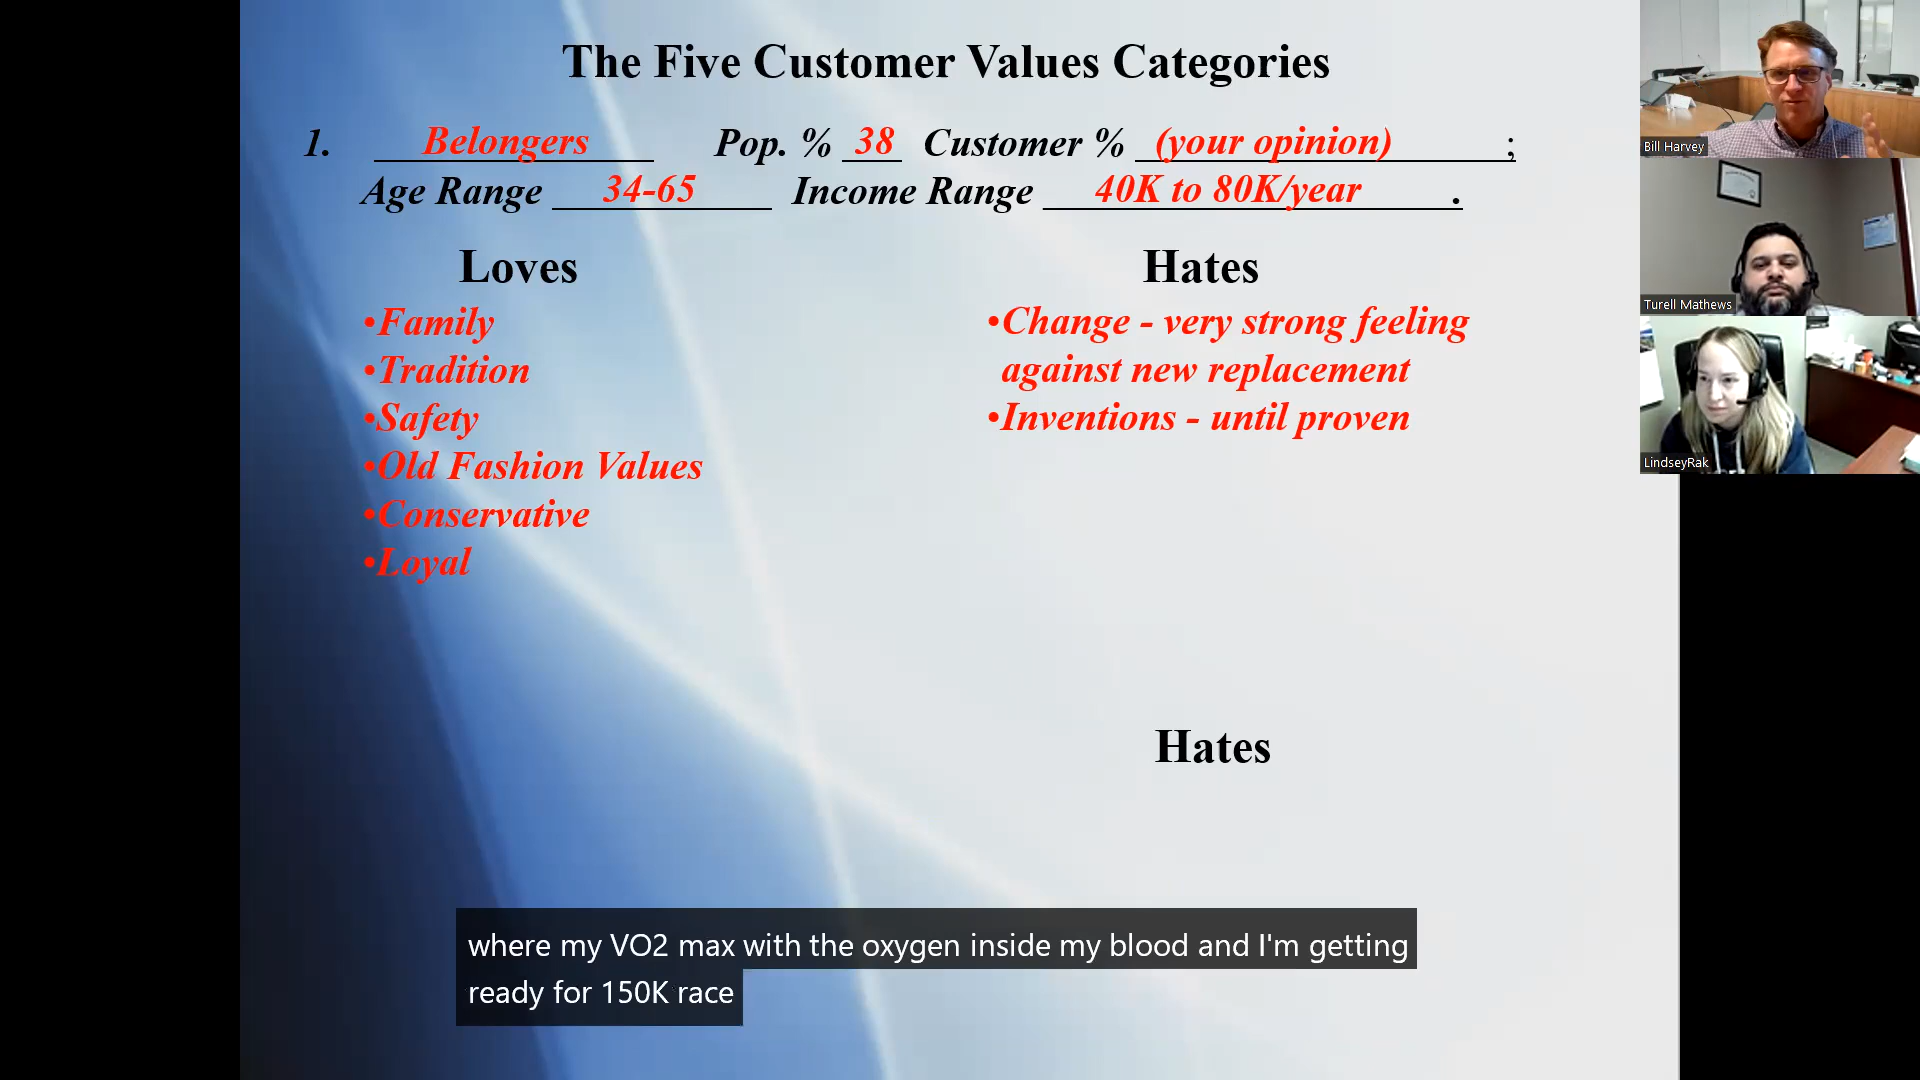 The Five Customer Values Categories
1. Belongers Pop. % 38 Customer % (your opinion) ;
Age Range 34-65 Income Range 40K to 80K/year .
Loves
•Family
•Tradition
•Safety
•Old Fashion Values
•Conservative
•Loyal
Hates
•Change - very strong feeling
against new replacement
•Inventions - until proven
Hates
where my VO2 max with the oxygen inside my blood and I'm getting
ready for 150K race
Bill Harvey
Turell Mathews
LindseyRak